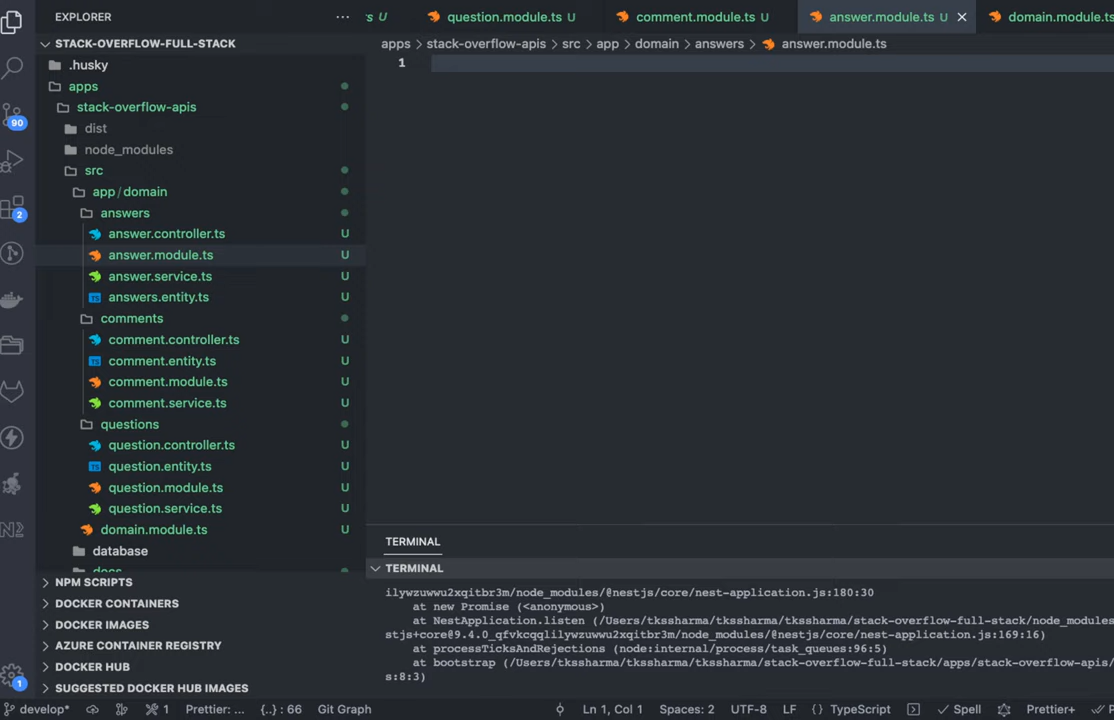 EXPLORER
...
STACK-OVERFLOW-FULL-STACK
.husky
apps
stack-overflow-apis
dist
node_modules
src
app / domain
answers
answer.controller.ts U
answer.module.ts U
answer.service.ts U
answers.entity.ts U
comments
comment.controller.ts U
comment.entity.ts U
comment.module.ts U
comment.service.ts U
questions
question.controller.ts U
question.entity.ts U
question.module.ts U
question.service.ts U
domain.module.ts U
database
docs
NPM SCRIPTS
DOCKER CONTAINERS
DOCKER IMAGES
AZURE CONTAINER REGISTRY
DOCKER HUB
SUGGESTED DOCKER HUB IMAGES
90
2
N2
1
rs U question.module.ts U comment.module.ts U answer.module.ts U domain.module.ts
apps > stack-overflow-apis > src > app > domain > answers > answer.module.ts
1
TERMINAL
TERMINAL
ilywzuwwu2xqitbr3m/node_modules/@nestjs/core/nest-application.js:180:30
at new Promise (<anonymous>)
at NestApplication.listen (/Users/tkssharma/tkssharma/stack-overflow-full-stack/node_modules
stjs+core@9.4.0_qfvkcqqlilywzuwwu2xqitbr3m/node_modules/@nestjs/core/nest-application.js:169:16)
at processTicksAndRejections (node:internal/process/task_queues:96:5)
at bootstrap (/Users/tkssharma/tkssharma/stack-overflow-full-stack/apps/stack-overflow-apis/
s:8:3)
develop* 1 Prettier: ... {..} : 66 Git Graph Ln 1, Col 1 Spaces: 2 UTF-8 LF {} TypeScript Spell Prettier+